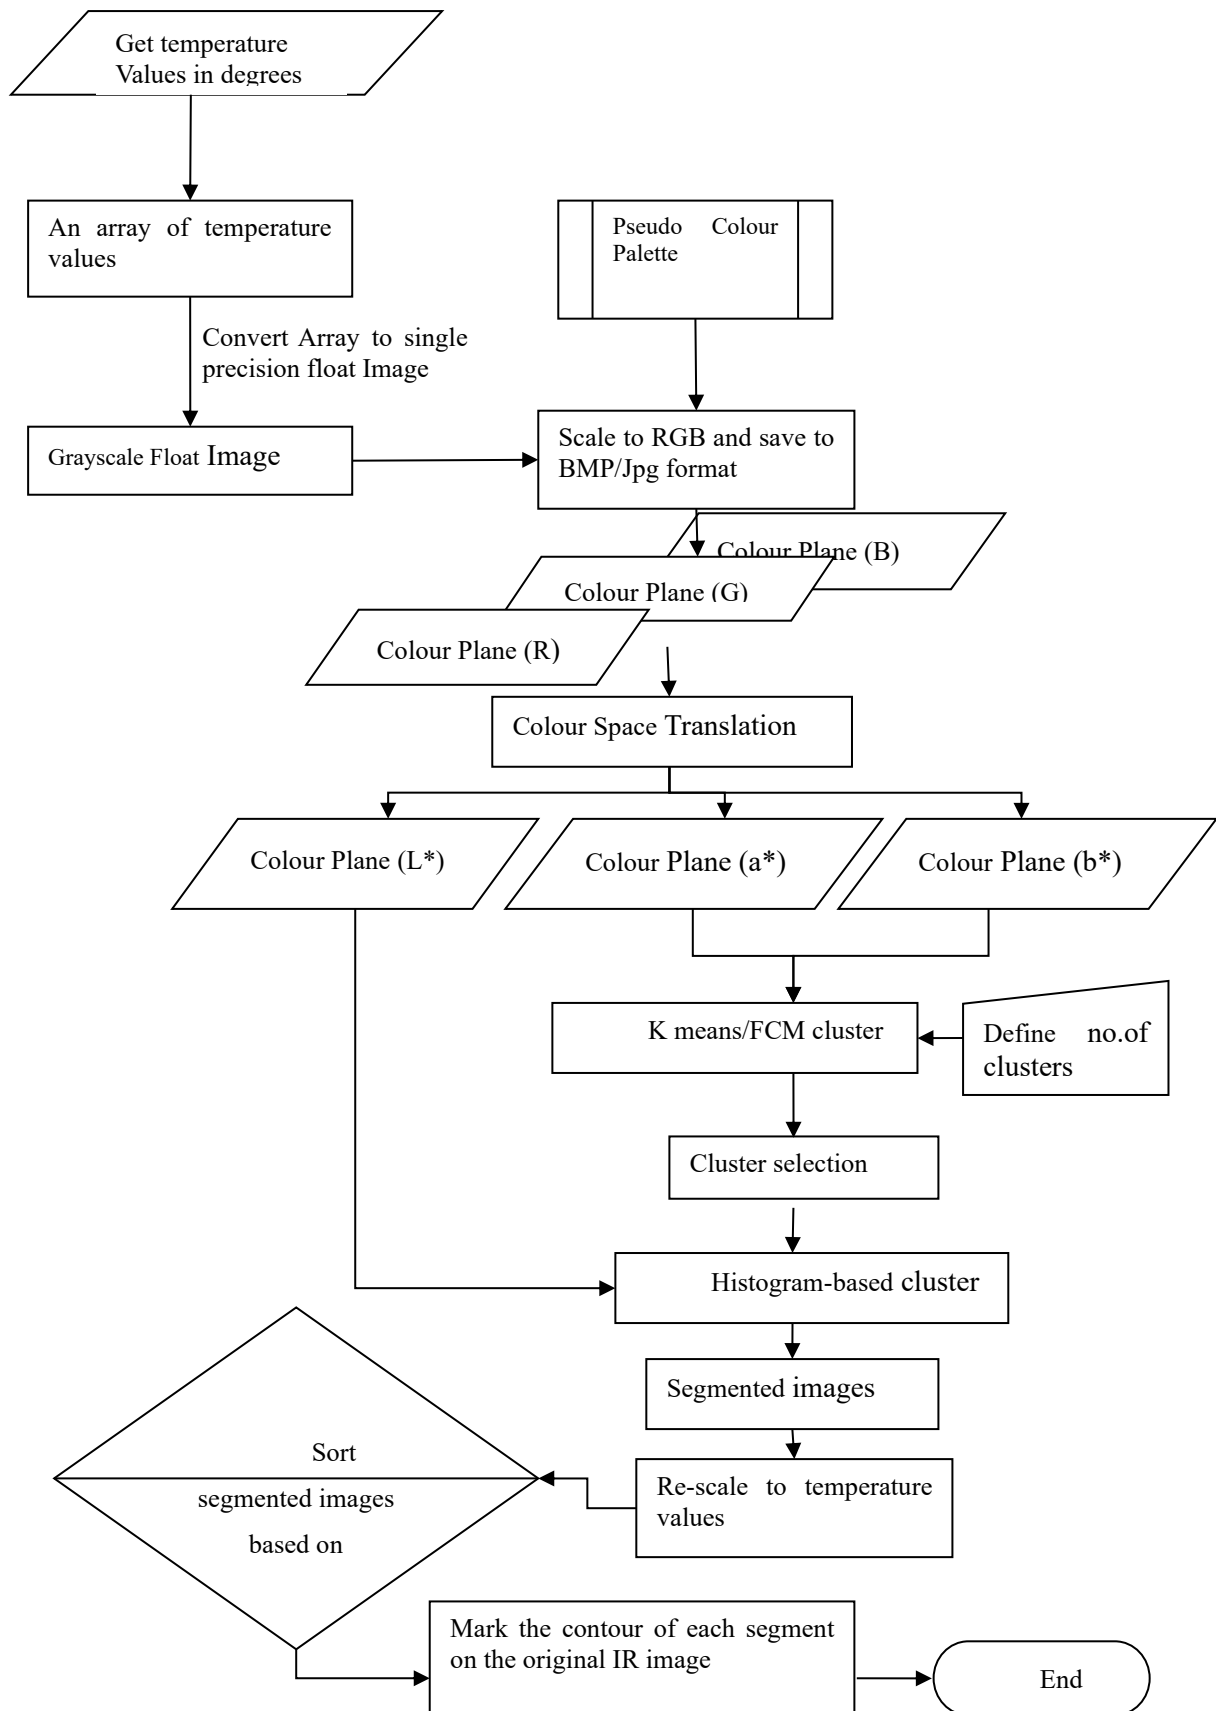 Get temperature
Values in degrees
An array of temperature
values
Pseudo Colour
Palette
Convert Array to single
precision float Image
Grayscale Float Image
Scale to RGB and save to
BMP/Jpg format
Colour Plane (B)
Colour Plane (G)
Colour Plane (R)
Colour Space Translation
Colour Plane (L*)
Colour Plane (a*)
Colour Plane (b*)
K means/FCM cluster
Define no.of
clusters
Cluster selection
Histogram-based cluster
Segmented images
Re-scale to temperature
values
Sort
segmented images
based on
Mark the contour of each segment
on the original IR image
End